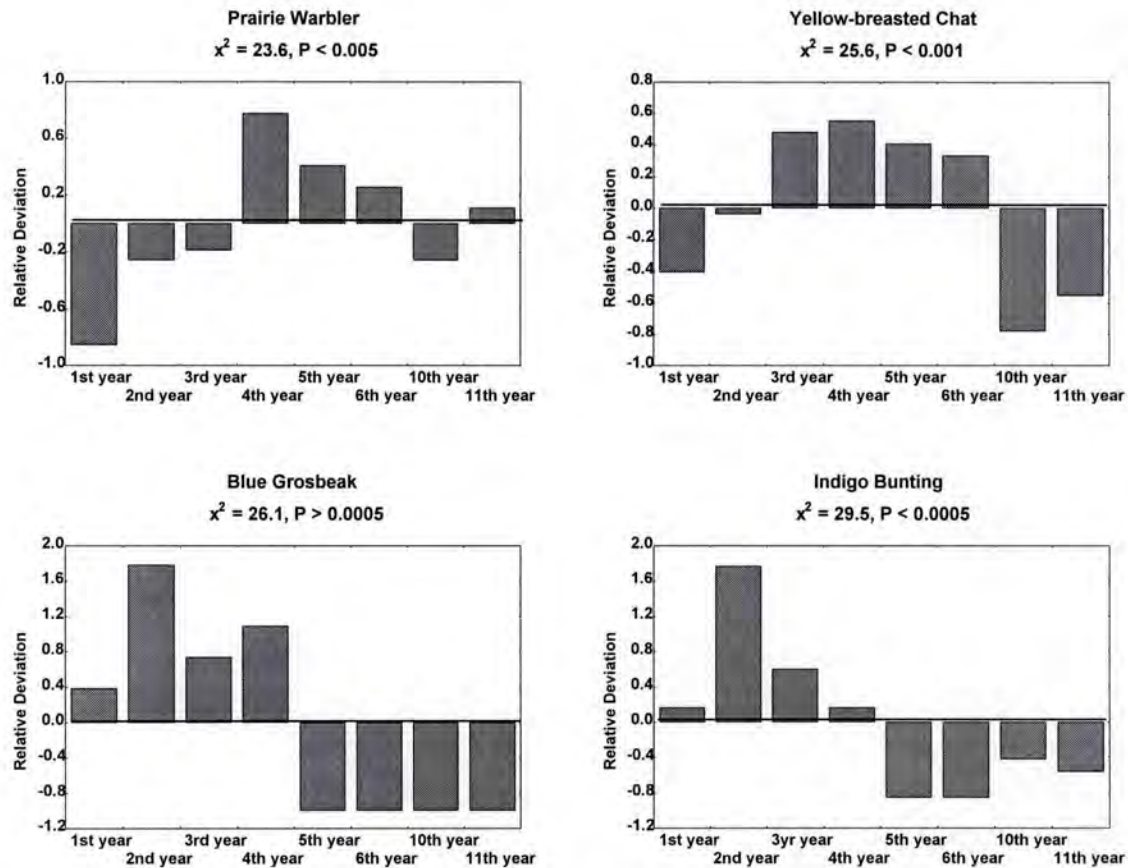 Prairie Warbler
x² = 23.6, P < 0.005
Relative Deviation
1.0
0.6
0.2
-0.2
-0.6
-1.0
1st year
2nd year
3rd year
4th year
5th year
6th year
10th year
11th year
Yellow-breasted Chat
x² = 25.6, P < 0.001
Relative Deviation
0.8
0.6
0.4
0.2
0.0
-0.2
-0.4
-0.6
-0.8
-1.0
1st year
2nd year
3rd year
4th year
5th year
6th year
10th year
11th year
Blue Grosbeak
x² = 26.1, P > 0.0005
Relative Deviation
2.0
1.6
1.2
0.8
0.4
0.0
-0.4
-0.8
-1.2
1st year
2nd year
3rd year
4th year
5th year
6th year
10th year
11th year
Indigo Bunting
x² = 29.5, P < 0.0005
Relative Deviation
2.0
1.6
1.2
0.8
0.4
0.0
-0.4
-0.8
-1.2
1st year
2nd year
3yr year
4th year
5th year
6th year
10th year
11th year